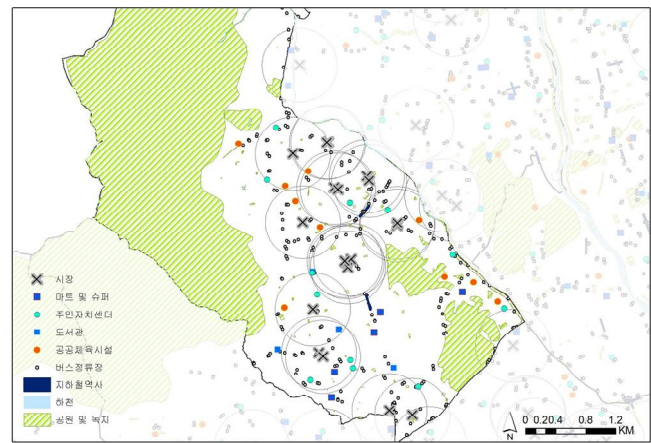 시장
마트 및 슈퍼
주민자치센터
도서관
공공체육시설
버스정류장
지하철역사
하천
공원 및 녹지
N
0 0.20.4 0.8 1.2
KM